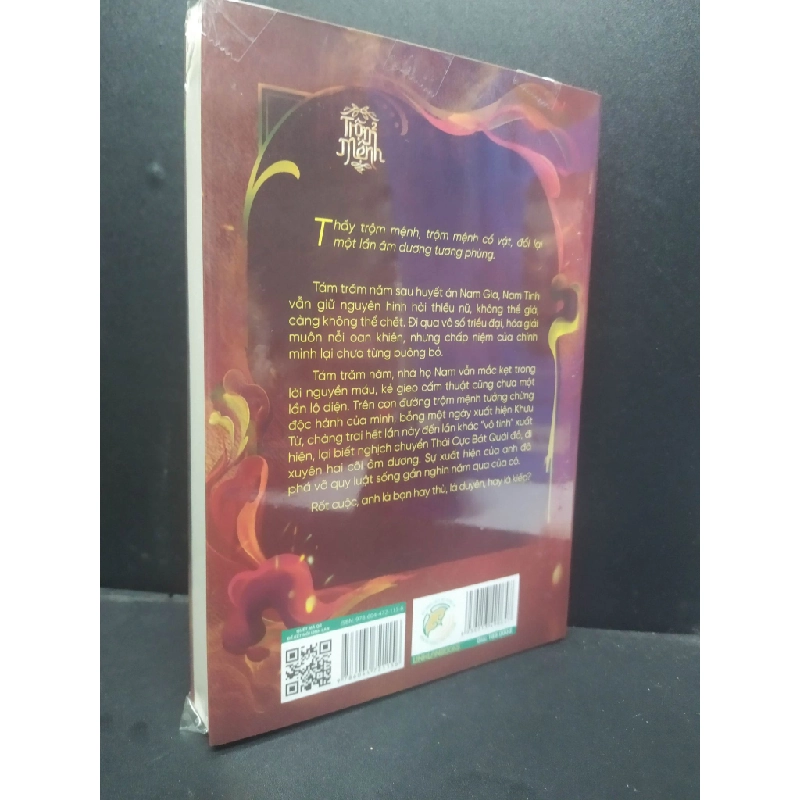 Trộm
Mệnh
Thầy trộm mệnh, trộm mệnh cổ vật, đổi lại
một lần âm dương tương phùng.
Tám trăm năm sau huyết án Nam Gia, Nam Tinh
vẫn giữ nguyên hình hài thiếu nữ, không thể già,
càng không thể chết. Đi qua vô số triều đại, hóa giải
muôn nỗi oan khiên, nhưng chấp niệm của chính
mình lại chưa từng buông bỏ.
Tám trăm năm, nhà họ Nam vẫn mắc kẹt trong
lời nguyền máu, kẻ gieo cấm thuật cũng chưa một
lần lộ diện. Trên con đường trộm mệnh tưởng chừng
độc hành của mình, bỗng một ngày xuất hiện Khưu
Từ, chàng trai hết lần này đến lần khác "vô tình" xuất
hiện, lại biết nghịch chuyển Thái Cực Bát Quái đồ, đi
xuyên hai cõi âm dương. Sự xuất hiện của anh đã
phá vỡ quy luật sống gần nghìn năm qua của cô.
Rốt cuộc, anh là bạn hay thù, là duyên, hay là kiếp?